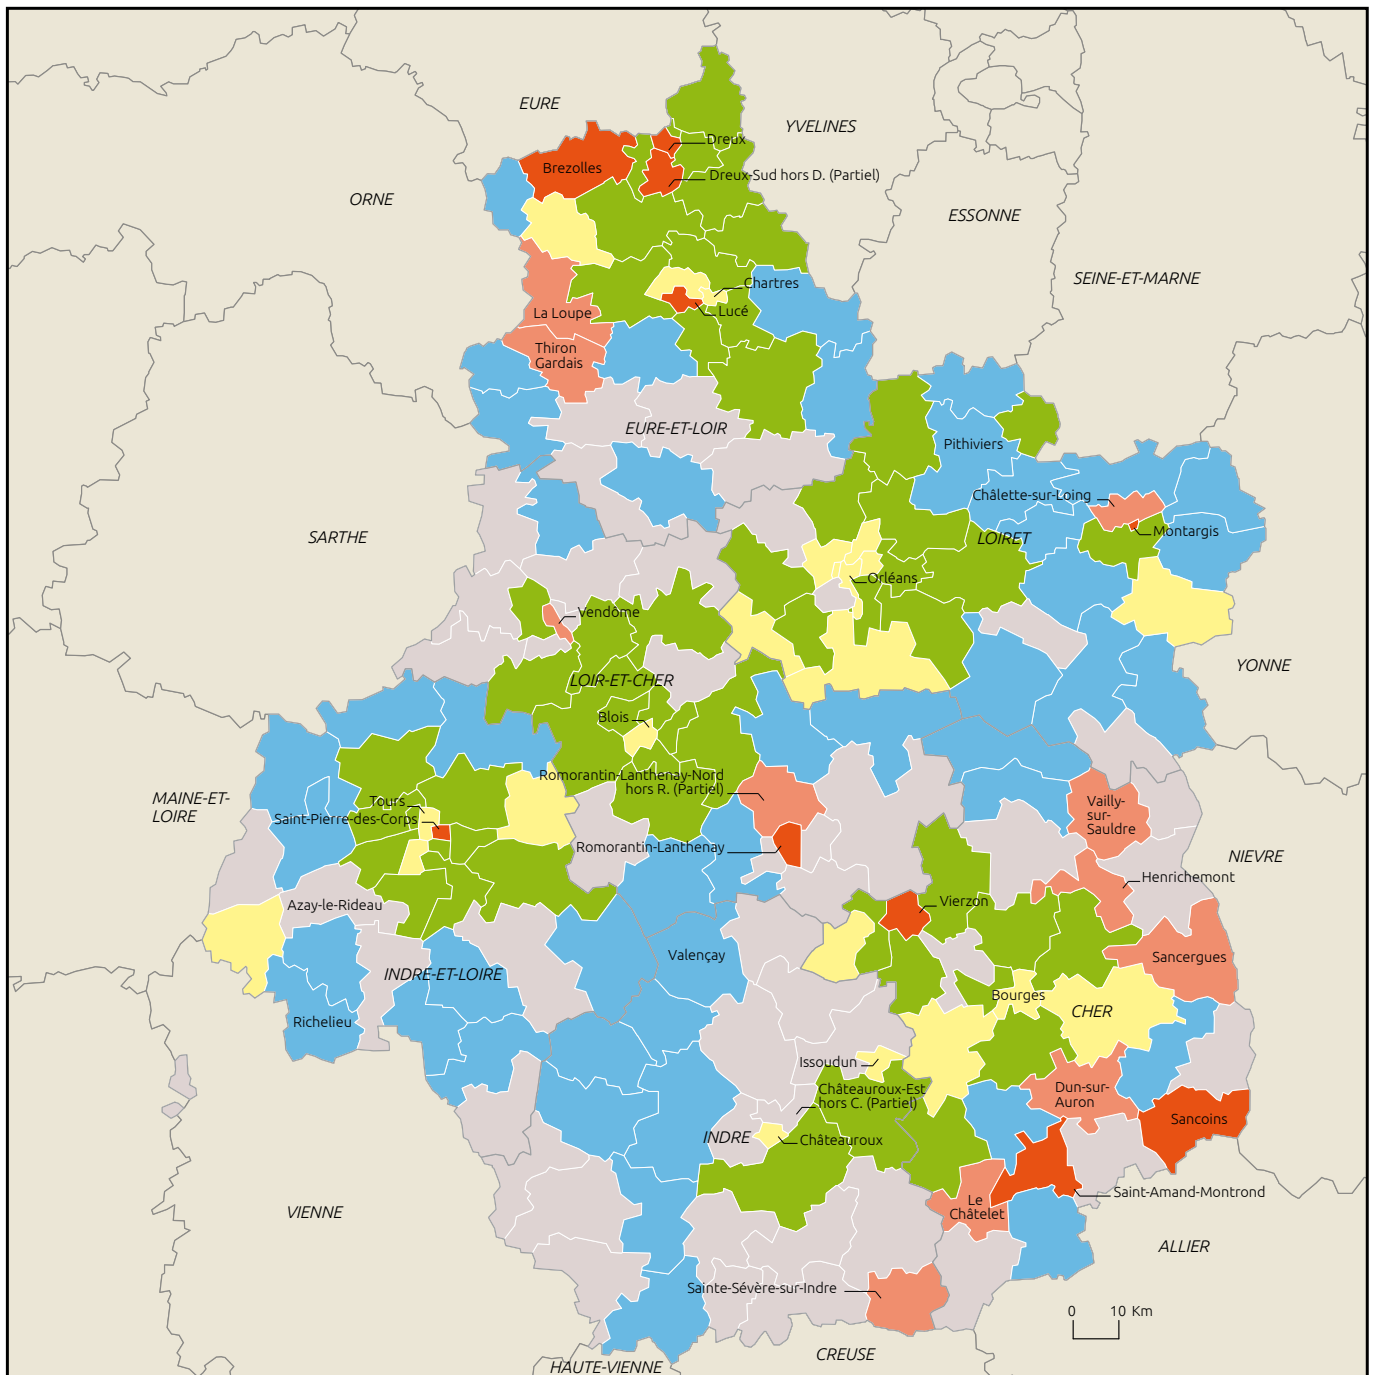 EURE
YVELINES
Dreux
Brezolles
Dreux-Sud hors D. (Partiel)
ORNE
ESSONNE
SEINE-ET-MARNE
Chartres
La Loupe
Lucé
Thiron
Gardais
EURE-ET-LOIR
Pithiviers
Châlette-sur-Loing
SARTHE
LOIRET
Montargis
Orléans
Vendôme
YONNE
LOIR-ET-CHER
Blois
Romorantin-Lanthenay-Nord
hors R. (Partiel)
MAINE-ET-
LOIRE
Tours
Saint-Pierre-des-Corps
Vailly-
sur-
Sauldre
Romorantin-Lanthenay
NIEVRE
Henrichemont
Azay-le-Rideau
Vierzon
Valençay
Sancergues
INDRE-ET-LOIRE
Bourges
CHER
Richelieu
Issoudun
Châteauroux-Est
hors C. (Partiel)
Dun-sur-
Auron
Sancoins
INDRE
Châteauroux
Saint-Amand-Montrond
Le
Châtelet
VIENNE
ALLIER
Sainte-Sévère-sur-Indre
0 10 Km
CREUSE
HAUTE-VIENNE